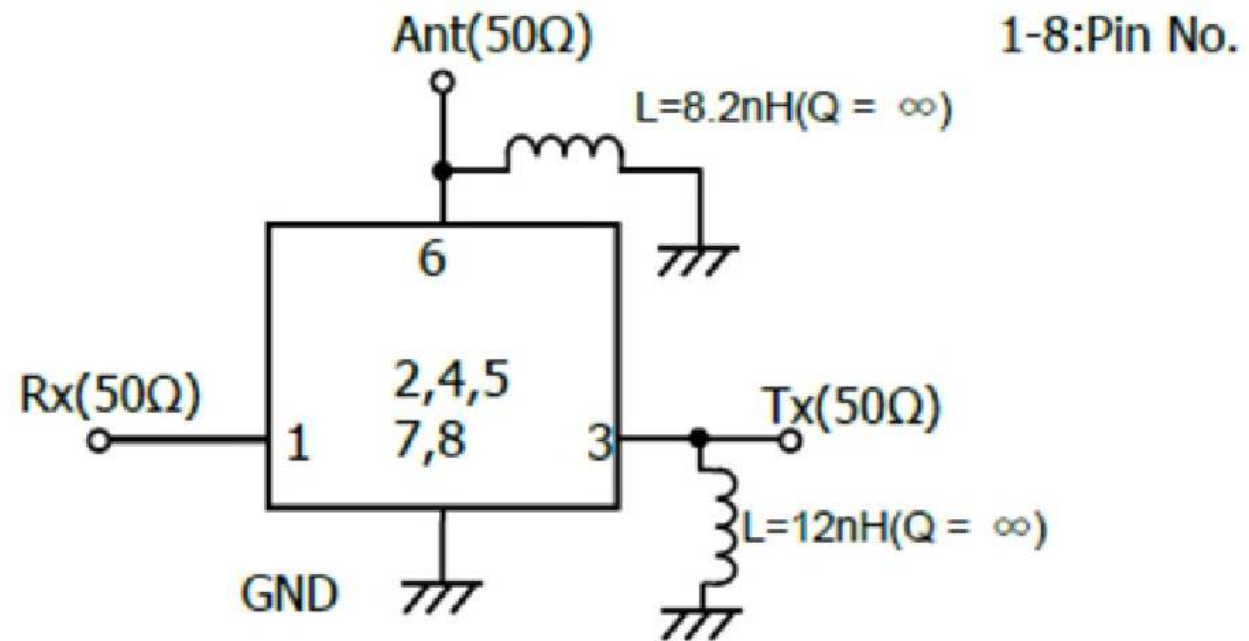 Ant(50Ω)
1-8:Pin No.
L=8.2nH(Q = ∞)
6
Rx(50Ω)
2,4,5
Tx(50Ω)
1
7,8
3
L=12nH(Q = ∞)
GND